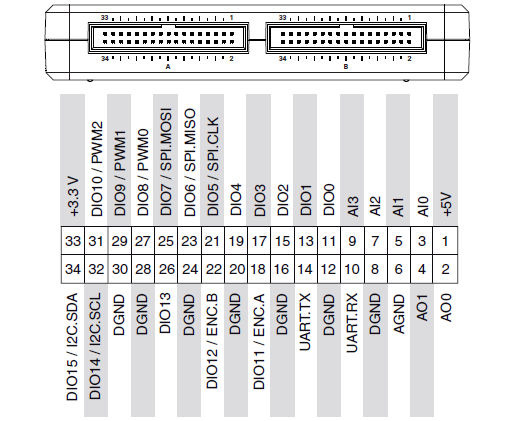 33 1 33 1
34 2 34 2
A B
+3.3 V
DIO10 / PWM2
DIO9 / PWM1
DIO8 / PWM0
DIO7 / SPI.MOSI
DIO6 / SPI.MISO
DIO5 / SPI.CLK
DIO4
DIO3
DIO2
DIO1
DIO0
AI3
AI2
AI1
AI0
+5V
33 31 29 27 25 23 21 19 17 15 13 11 9 7 5 3 1
34 32 30 28 26 24 22 20 18 16 14 12 10 8 6 4 2
DIO15 / I2C.SDA
DIO14 / I2C.SCL
DGND
DGND
DIO13
DGND
DIO12 / ENC.B
DGND
DIO11 / ENC.A
DGND
UART.TX
DGND
UART.RX
DGND
AGND
AO1
AO0